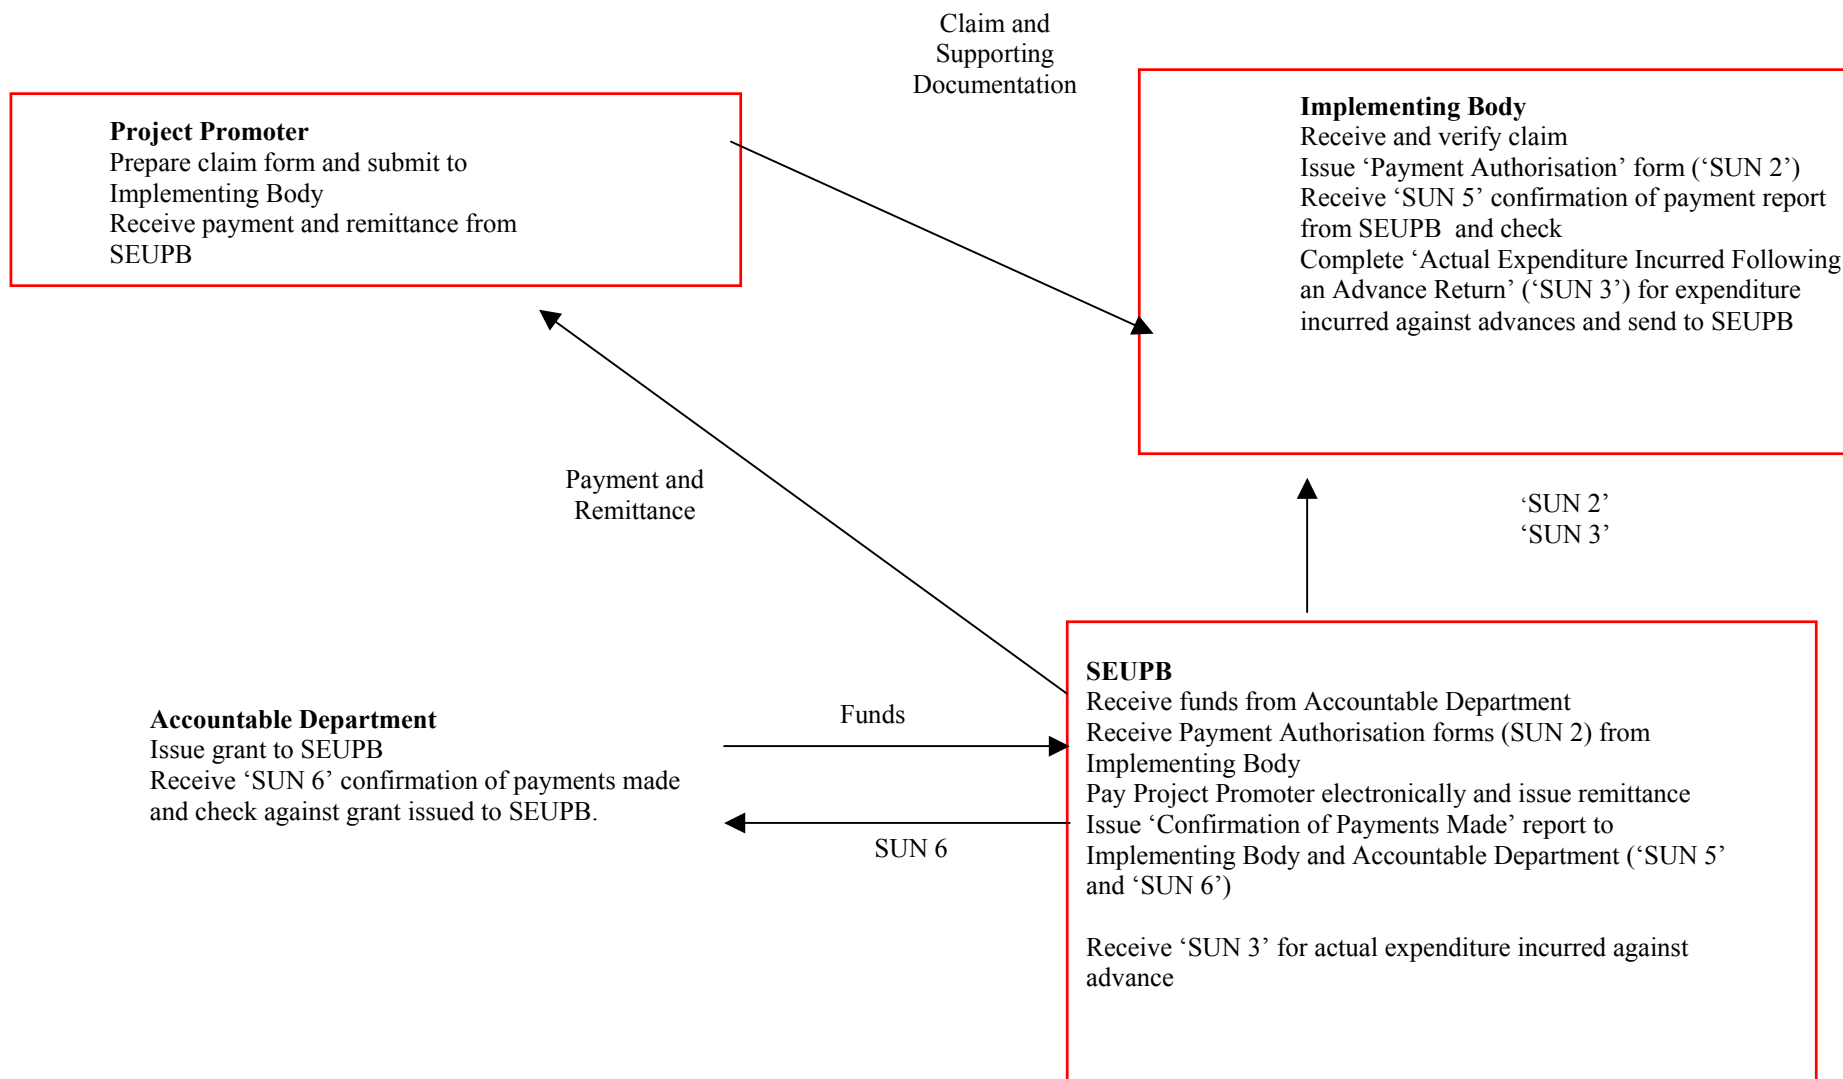 Claim and
Supporting
Documentation
Project Promoter
Prepare claim form and submit to
Implementing Body
Receive payment and remittance from
SEUPB
Implementing Body
Receive and verify claim
Issue ‘Payment Authorisation’ form (‘SUN 2’)
Receive ‘SUN 5’ confirmation of payment report
from SEUPB and check
Complete ‘Actual Expenditure Incurred Following
an Advance Return’ (‘SUN 3’) for expenditure
incurred against advances and send to SEUPB
Payment and
Remittance
‘SUN 2’
‘SUN 3’
Accountable Department
Issue grant to SEUPB
Receive ‘SUN 6’ confirmation of payments made
and check against grant issued to SEUPB.
Funds
SUN 6
SEUPB
Receive funds from Accountable Department
Receive Payment Authorisation forms (SUN 2) from
Implementing Body
Pay Project Promoter electronically and issue remittance
Issue ‘Confirmation of Payments Made’ report to
Implementing Body and Accountable Department (‘SUN 5’
and ‘SUN 6’)
Receive ‘SUN 3’ for actual expenditure incurred against
advance